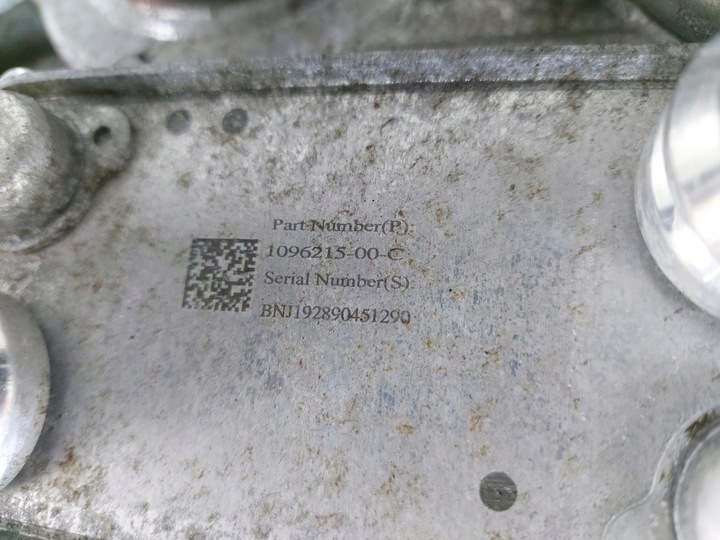 Part Number(P):
1096215-00-C
Serial Number(S):
BNJ192890451290